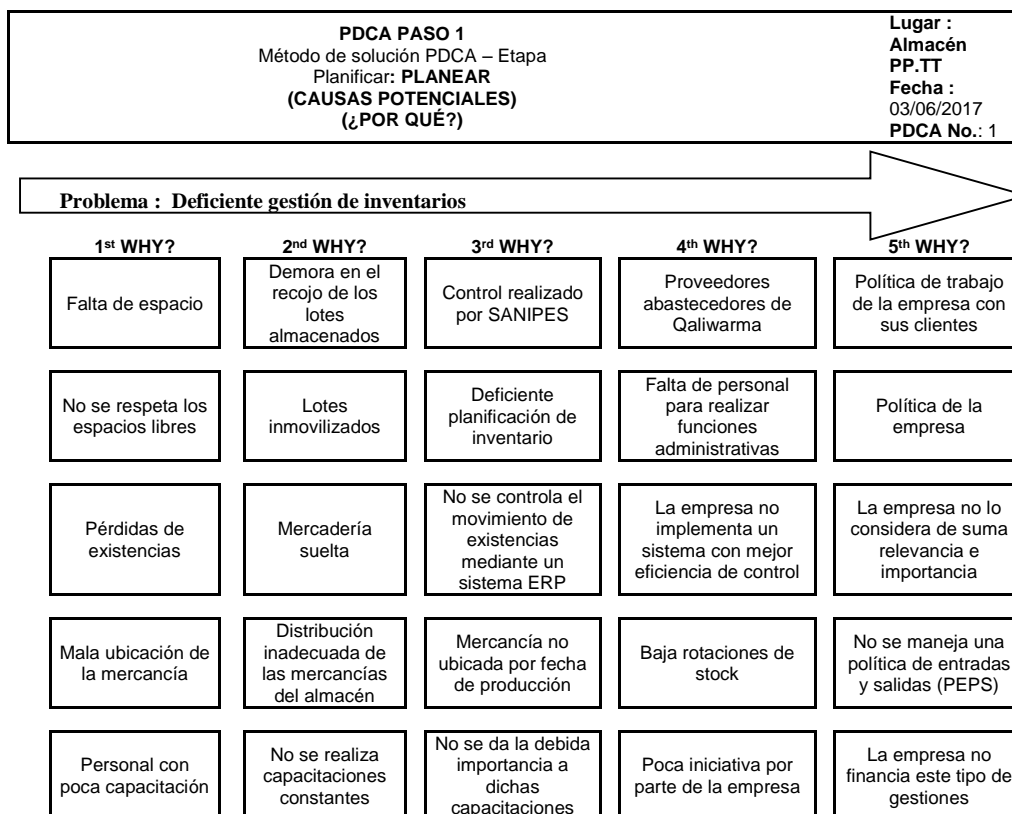 PDCA PASO 1
Método de solución PDCA – Etapa
Planificar: PLANEAR
(CAUSAS POTENCIALES)
(¿POR QUÉ?)
Lugar :
Almacén
PP.TT
Fecha :
03/06/2017
PDCA No.: 1
Problema : Deficiente gestión de inventarios
1st WHY?
2nd WHY?
3rd WHY?
4th WHY?
5th WHY?
Falta de espacio
Demora en el
recojo de los
lotes
almacenados
Control realizado
por SANIPES
Proveedores
abastecedores de
Qaliwarma
Política de trabajo
de la empresa con
sus clientes
No se respeta los
espacios libres
Lotes
inmovilizados
Deficiente
planificación de
inventario
Falta de personal
para realizar
funciones
administrativas
Política de la
empresa
Pérdidas de
existencias
Mercadería
suelta
No se controla el
movimiento de
existencias
mediante un
sistema ERP
La empresa no
implementa un
sistema con mejor
eficiencia de control
La empresa no lo
considera de suma
relevancia e
importancia
Mala ubicación de
la mercancía
Distribución
inadecuada de
las mercancías
del almacén
Mercancía no
ubicada por fecha
de producción
Baja rotaciones de
stock
No se maneja una
política de entradas
y salidas (PEPS)
Personal con
poca capacitación
No se realiza
capacitaciones
constantes
No se da la debida
importancia a
dichas
capacitaciones
Poca iniciativa por
parte de la empresa
La empresa no
financia este tipo de
gestiones